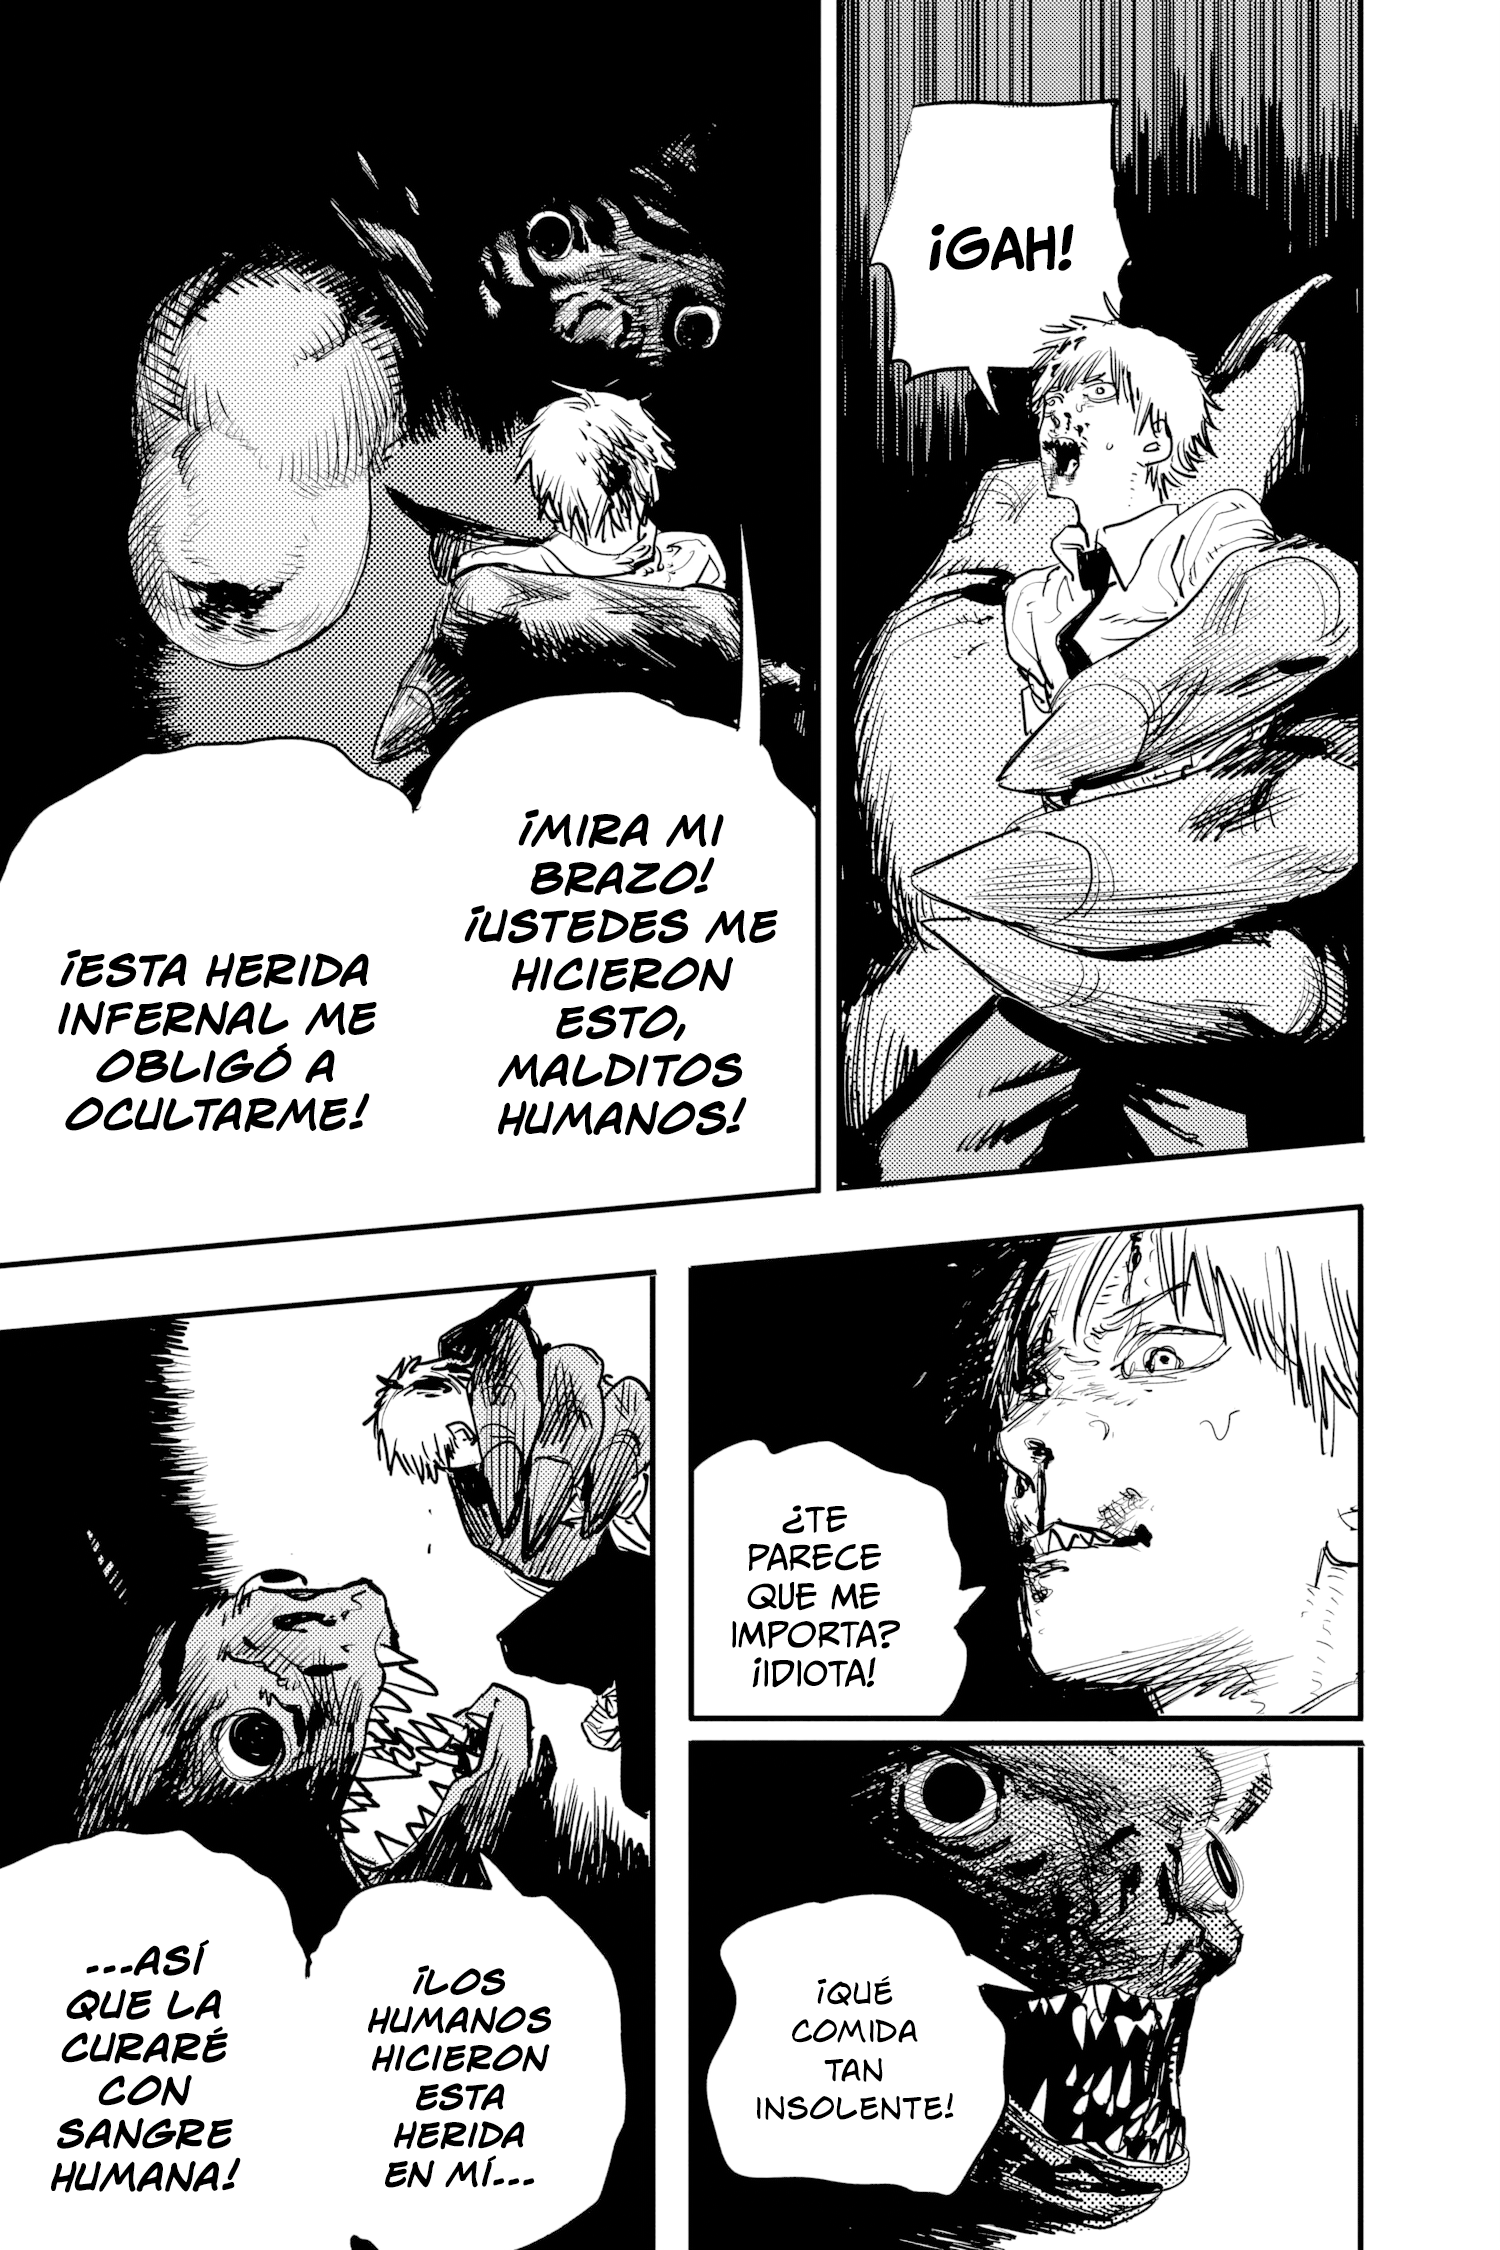 ¡GAH!
¡MIRA MI
BRAZO!
¡USTEDES ME
HICIERON
ESTO,
MALDITOS
HUMANOS!
¡ESTA HERIDA
INFERNAL ME
OBLIGÓ A
OCULTARME!
¿TE
PARECE
QUE ME
IMPORTA?
¡IDIOTA!
¡QUÉ
COMIDA
TAN
INSOLENTE!
¡LOS
HUMANOS
HICIERON
ESTA
HERIDA
EN MÍ...
...ASÍ
QUE LA
CURARÉ
CON
SANGRE
HUMANA!